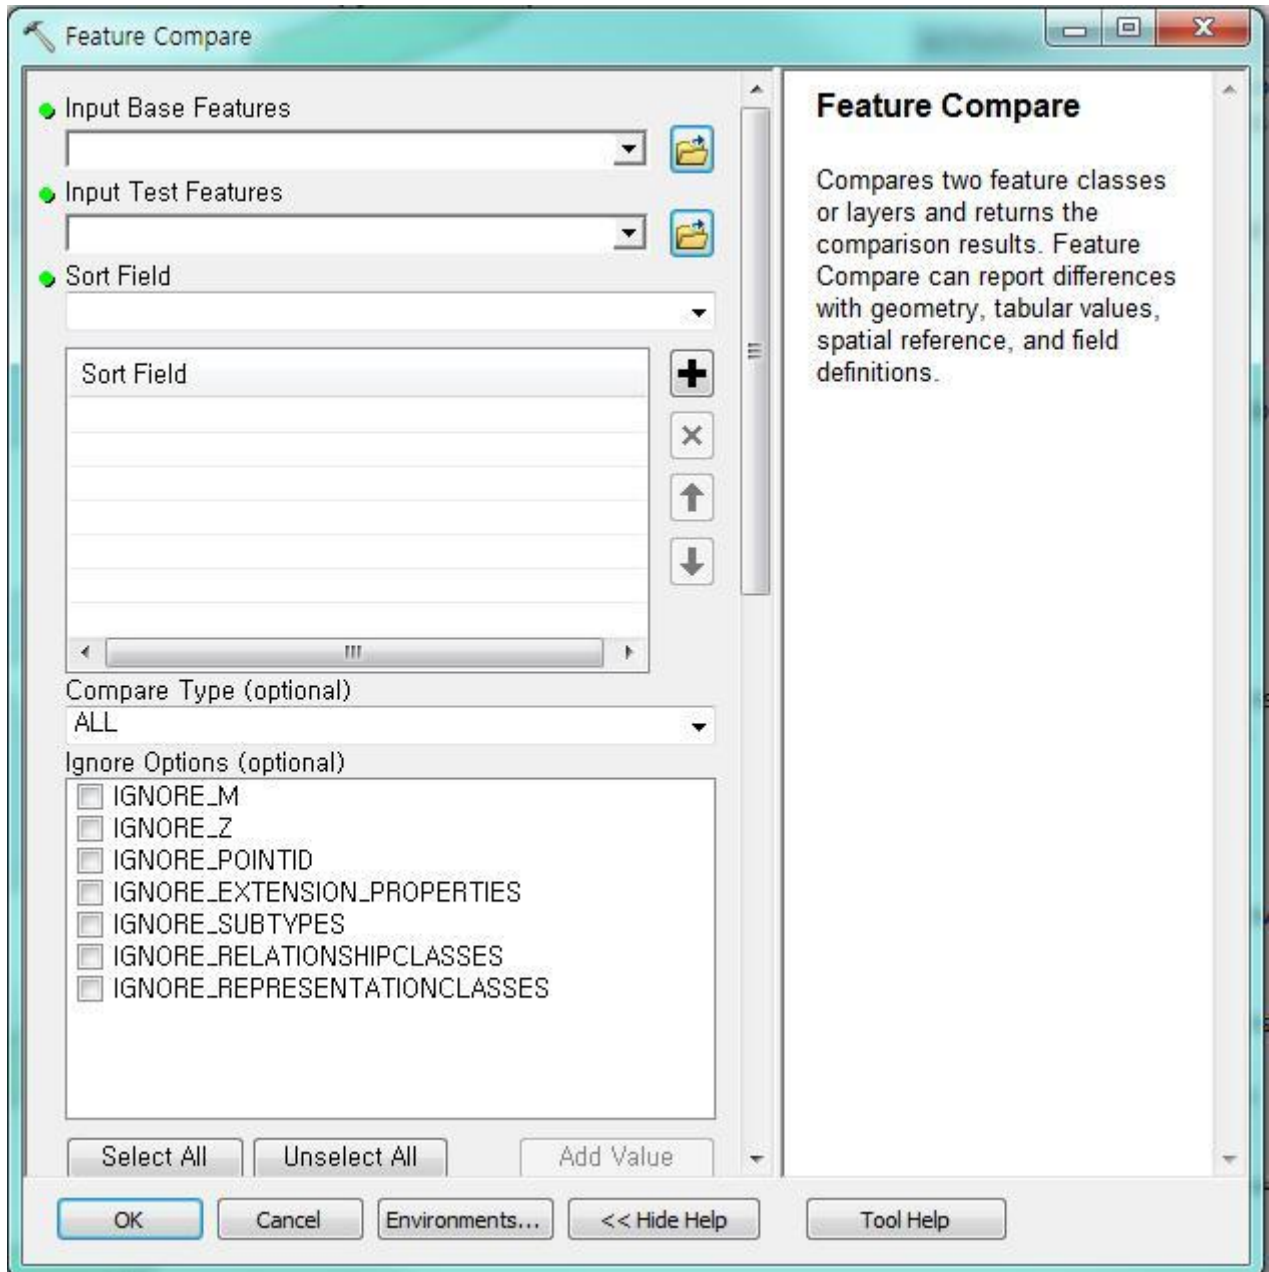 Feature Compare
Input Base Features
Input Test Features
Sort Field
Sort Field
Compare Type (optional)
ALL
Ignore Options (optional)
IGNORE_M
IGNORE_Z
IGNORE_POINTID
IGNORE_EXTENSION_PROPERTIES
IGNORE_SUBTYPES
IGNORE_RELATIONSHIPCLASSES
IGNORE_REPRESENTATIONCLASSES
Select All
Unselect All
Add Value
Feature Compare
Compares two feature classes
or layers and returns the
comparison results. Feature
Compare can report differences
with geometry, tabular values,
spatial reference, and field
definitions.
OK
Cancel
Environments...
<< Hide Help
Tool Help